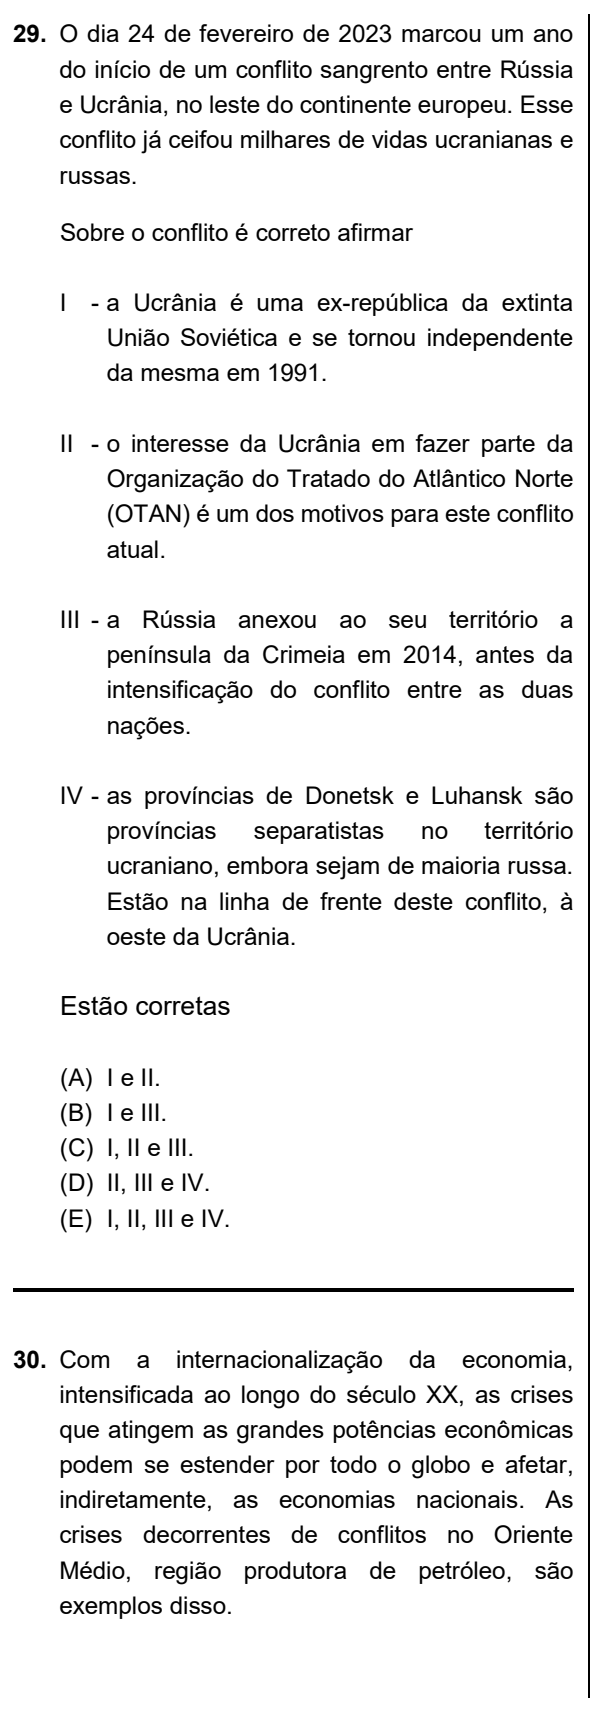 29. O dia 24 de fevereiro de 2023 marcou um ano
do início de um conflito sangrento entre Rússia
e Ucrânia, no leste do continente europeu. Esse
conflito já ceifou milhares de vidas ucranianas e
russas.
Sobre o conflito é correto afirmar
I - a Ucrânia é uma ex-república da extinta
União Soviética e se tornou independente
da mesma em 1991.
II - o interesse da Ucrânia em fazer parte da
Organização do Tratado do Atlântico Norte
(OTAN) é um dos motivos para este conflito
atual.
III - a Rússia anexou ao seu território a
península da Crimeia em 2014, antes da
intensificação do conflito entre as duas
nações.
IV - as províncias de Donetsk e Luhansk são
províncias separatistas no território
ucraniano, embora sejam de maioria russa.
Estão na linha de frente deste conflito, à
oeste da Ucrânia.
Estão corretas
(A) I e II.
(B) I e III.
(C) I, II e III.
(D) II, III e IV.
(E) I, II, III e IV.
30. Com a internacionalização da economia,
intensificada ao longo do século XX, as crises
que atingem as grandes potências econômicas
podem se estender por todo o globo e afetar,
indiretamente, as economias nacionais. As
crises decorrentes de conflitos no Oriente
Médio, região produtora de petróleo, são
exemplos disso.